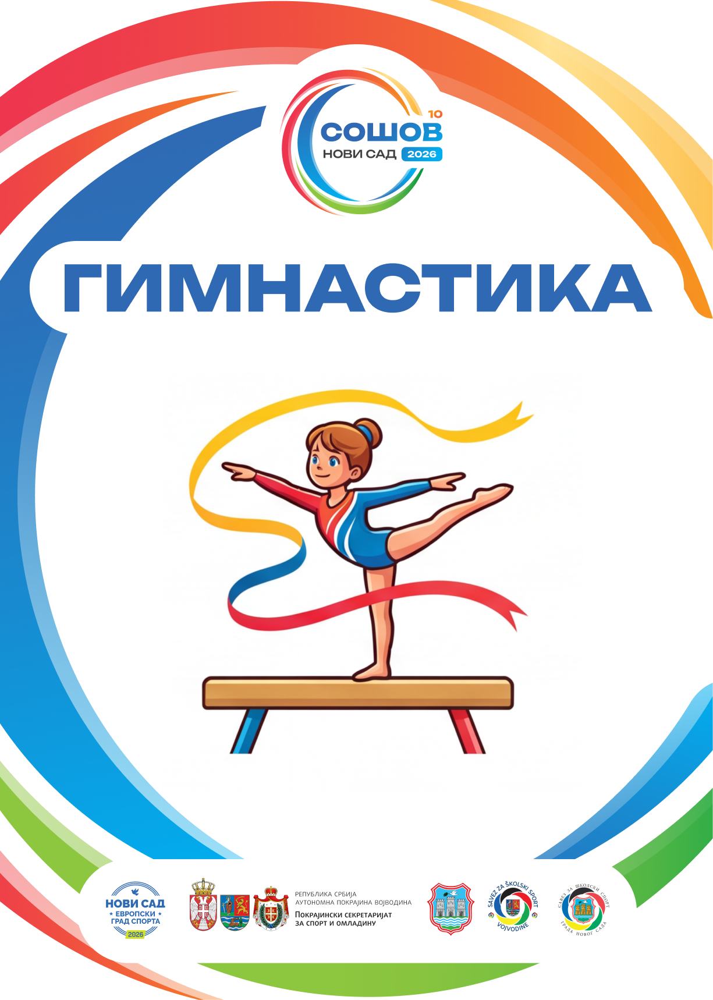 10
СОШОВ
НОВИ САД 2026
ГИМНАСТИКА
НОВИ САД
ЕВРОПСКИ
ГРАД СПОРТА
2026
РЕПУБЛИКА СРБИЈА
АУТОНОМНА ПОКРАЈИНА ВОЈВОДИНА
ПОКРАЈИНСКИ СЕКРЕТАРИЈАТ
ЗА СПОРТ И ОМЛАДИНУ
SAVEZ ZA ŠKOLSKI SPORT
VOJVODINE
САВЕЗ ЗА ШКОЛСКИ СПОРТ
ГРАДА НОВОГ САДА